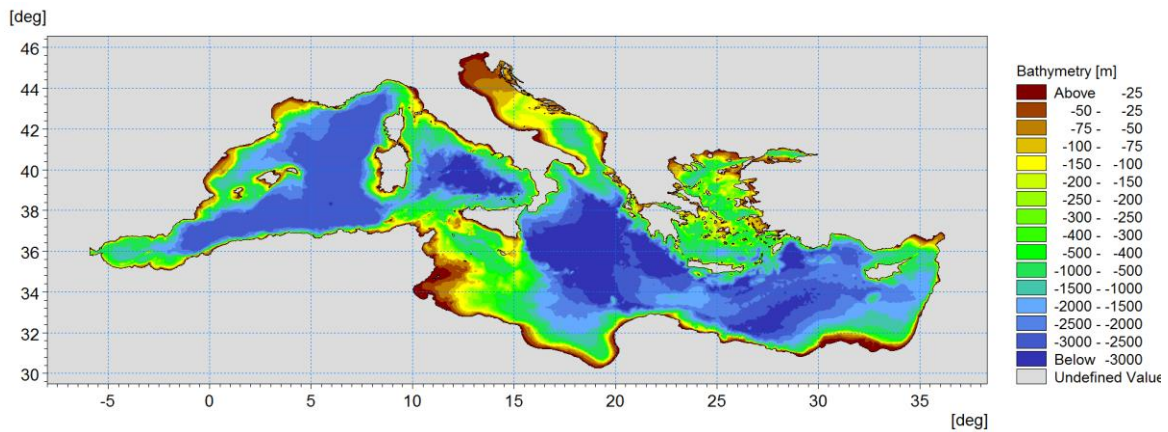 [deg]
46
44
42
40
38
36
34
32
30
-5 0 5 10 15 20 25 30 35
[deg]
Bathymetry [m]
Above -25
-50 - -25
-75 - -50
-100 - -75
-150 - -100
-200 - -150
-250 - -200
-300 - -250
-400 - -300
-500 - -400
-1000 - -500
-1500 - -1000
-2000 - -1500
-2500 - -2000
-3000 - -2500
Below -3000
Undefined Value